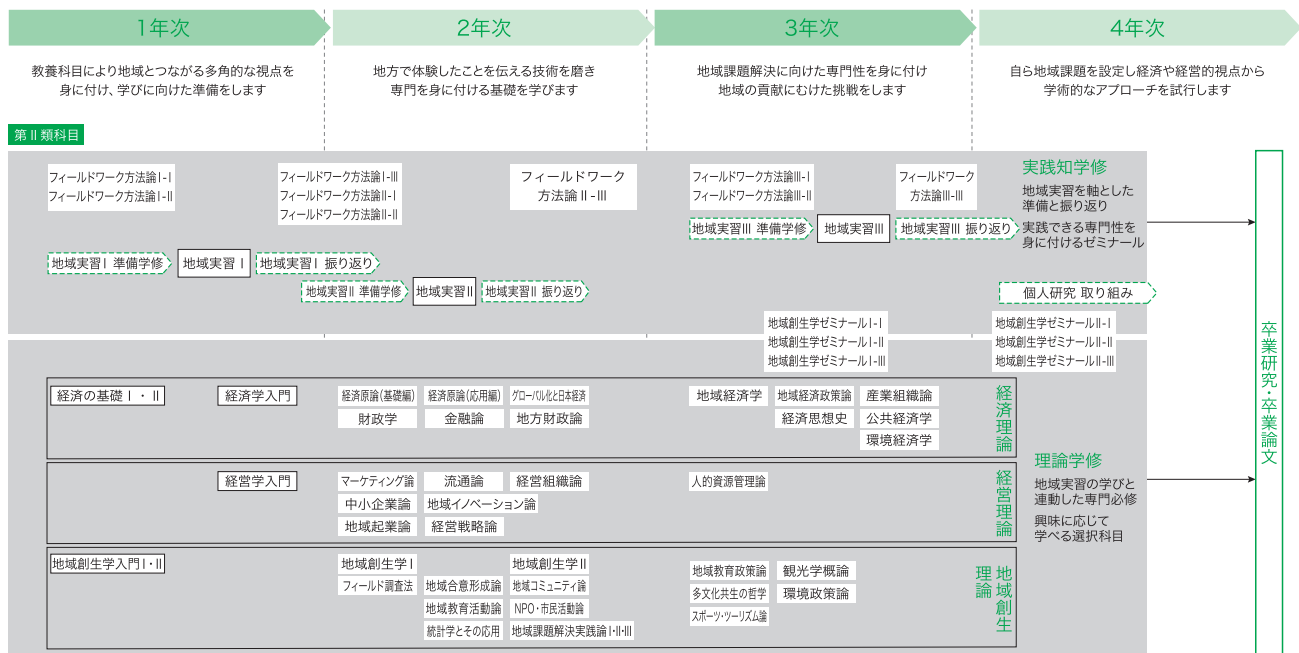 1年次
2年次
3年次
4年次
教養科目により地域とつながる多角的な視点を
身に付け、学びに向けた準備をします
地方で体験したことを伝える技術を磨き
専門を身に付ける基礎を学びます
地域課題解決に向けた専門性を身に付け
地域の貢献にむけた挑戦をします
自ら地域課題を設定し経済や経営的視点から
学術的なアプローチを試行します
第Ⅱ類科目
フィールドワーク方法論Ⅰ-Ⅰ
フィールドワーク方法論Ⅰ-Ⅱ
フィールドワーク方法論Ⅰ-Ⅲ
フィールドワーク方法論Ⅱ-Ⅰ
フィールドワーク方法論Ⅱ-Ⅱ
フィールドワーク
方法論Ⅱ-Ⅲ
フィールドワーク方法論Ⅲ-Ⅰ
フィールドワーク方法論Ⅲ-Ⅱ
フィールドワーク
方法論Ⅲ-Ⅲ
実践知学修
地域実習を軸とした
準備と振り返り
実践できる専門性を
身に付けるゼミナール
地域実習Ⅲ 準備学修
地域実習Ⅲ
地域実習Ⅲ 振り返り
地域実習Ⅰ 準備学修
地域実習Ⅰ
地域実習Ⅰ 振り返り
地域実習Ⅱ 準備学修
地域実習Ⅱ
地域実習Ⅱ 振り返り
個人研究 取り組み
地域創生学ゼミナールⅠ-Ⅰ
地域創生学ゼミナールⅠ-Ⅱ
地域創生学ゼミナールⅠ-Ⅲ
地域創生学ゼミナールⅡ-Ⅰ
地域創生学ゼミナールⅡ-Ⅱ
地域創生学ゼミナールⅡ-Ⅲ
卒業研究・卒業論文
経済の基礎Ⅰ・Ⅱ
経済学入門
経済原論(基礎編)
経済原論(応用編)
グローバル化と日本経済
財政学
金融論
地方財政論
地域経済学
地域経済政策論
産業組織論
経済思想史
公共経済学
環境経済学
経済理論
経営学入門
マーケティング論
流通論
経営組織論
中小企業論
地域イノベーション論
地域起業論
経営戦略論
人的資源管理論
経営理論
理論学修
地域実習の学びと
連動した専門必修
興味に応じて
学べる選択科目
地域創生学入門Ⅰ・Ⅱ
地域創生学Ⅰ
地域創生学Ⅱ
フィールド調査法
地域合意形成論
地域コミュニティ論
地域教育活動論
NPO・市民活動論
統計学とその応用
地域課題解決実践論Ⅰ・Ⅱ・Ⅲ
地域教育政策論
観光学概論
多文化共生の哲学
環境政策論
スポーツ・ツーリズム論
地域創生
理論